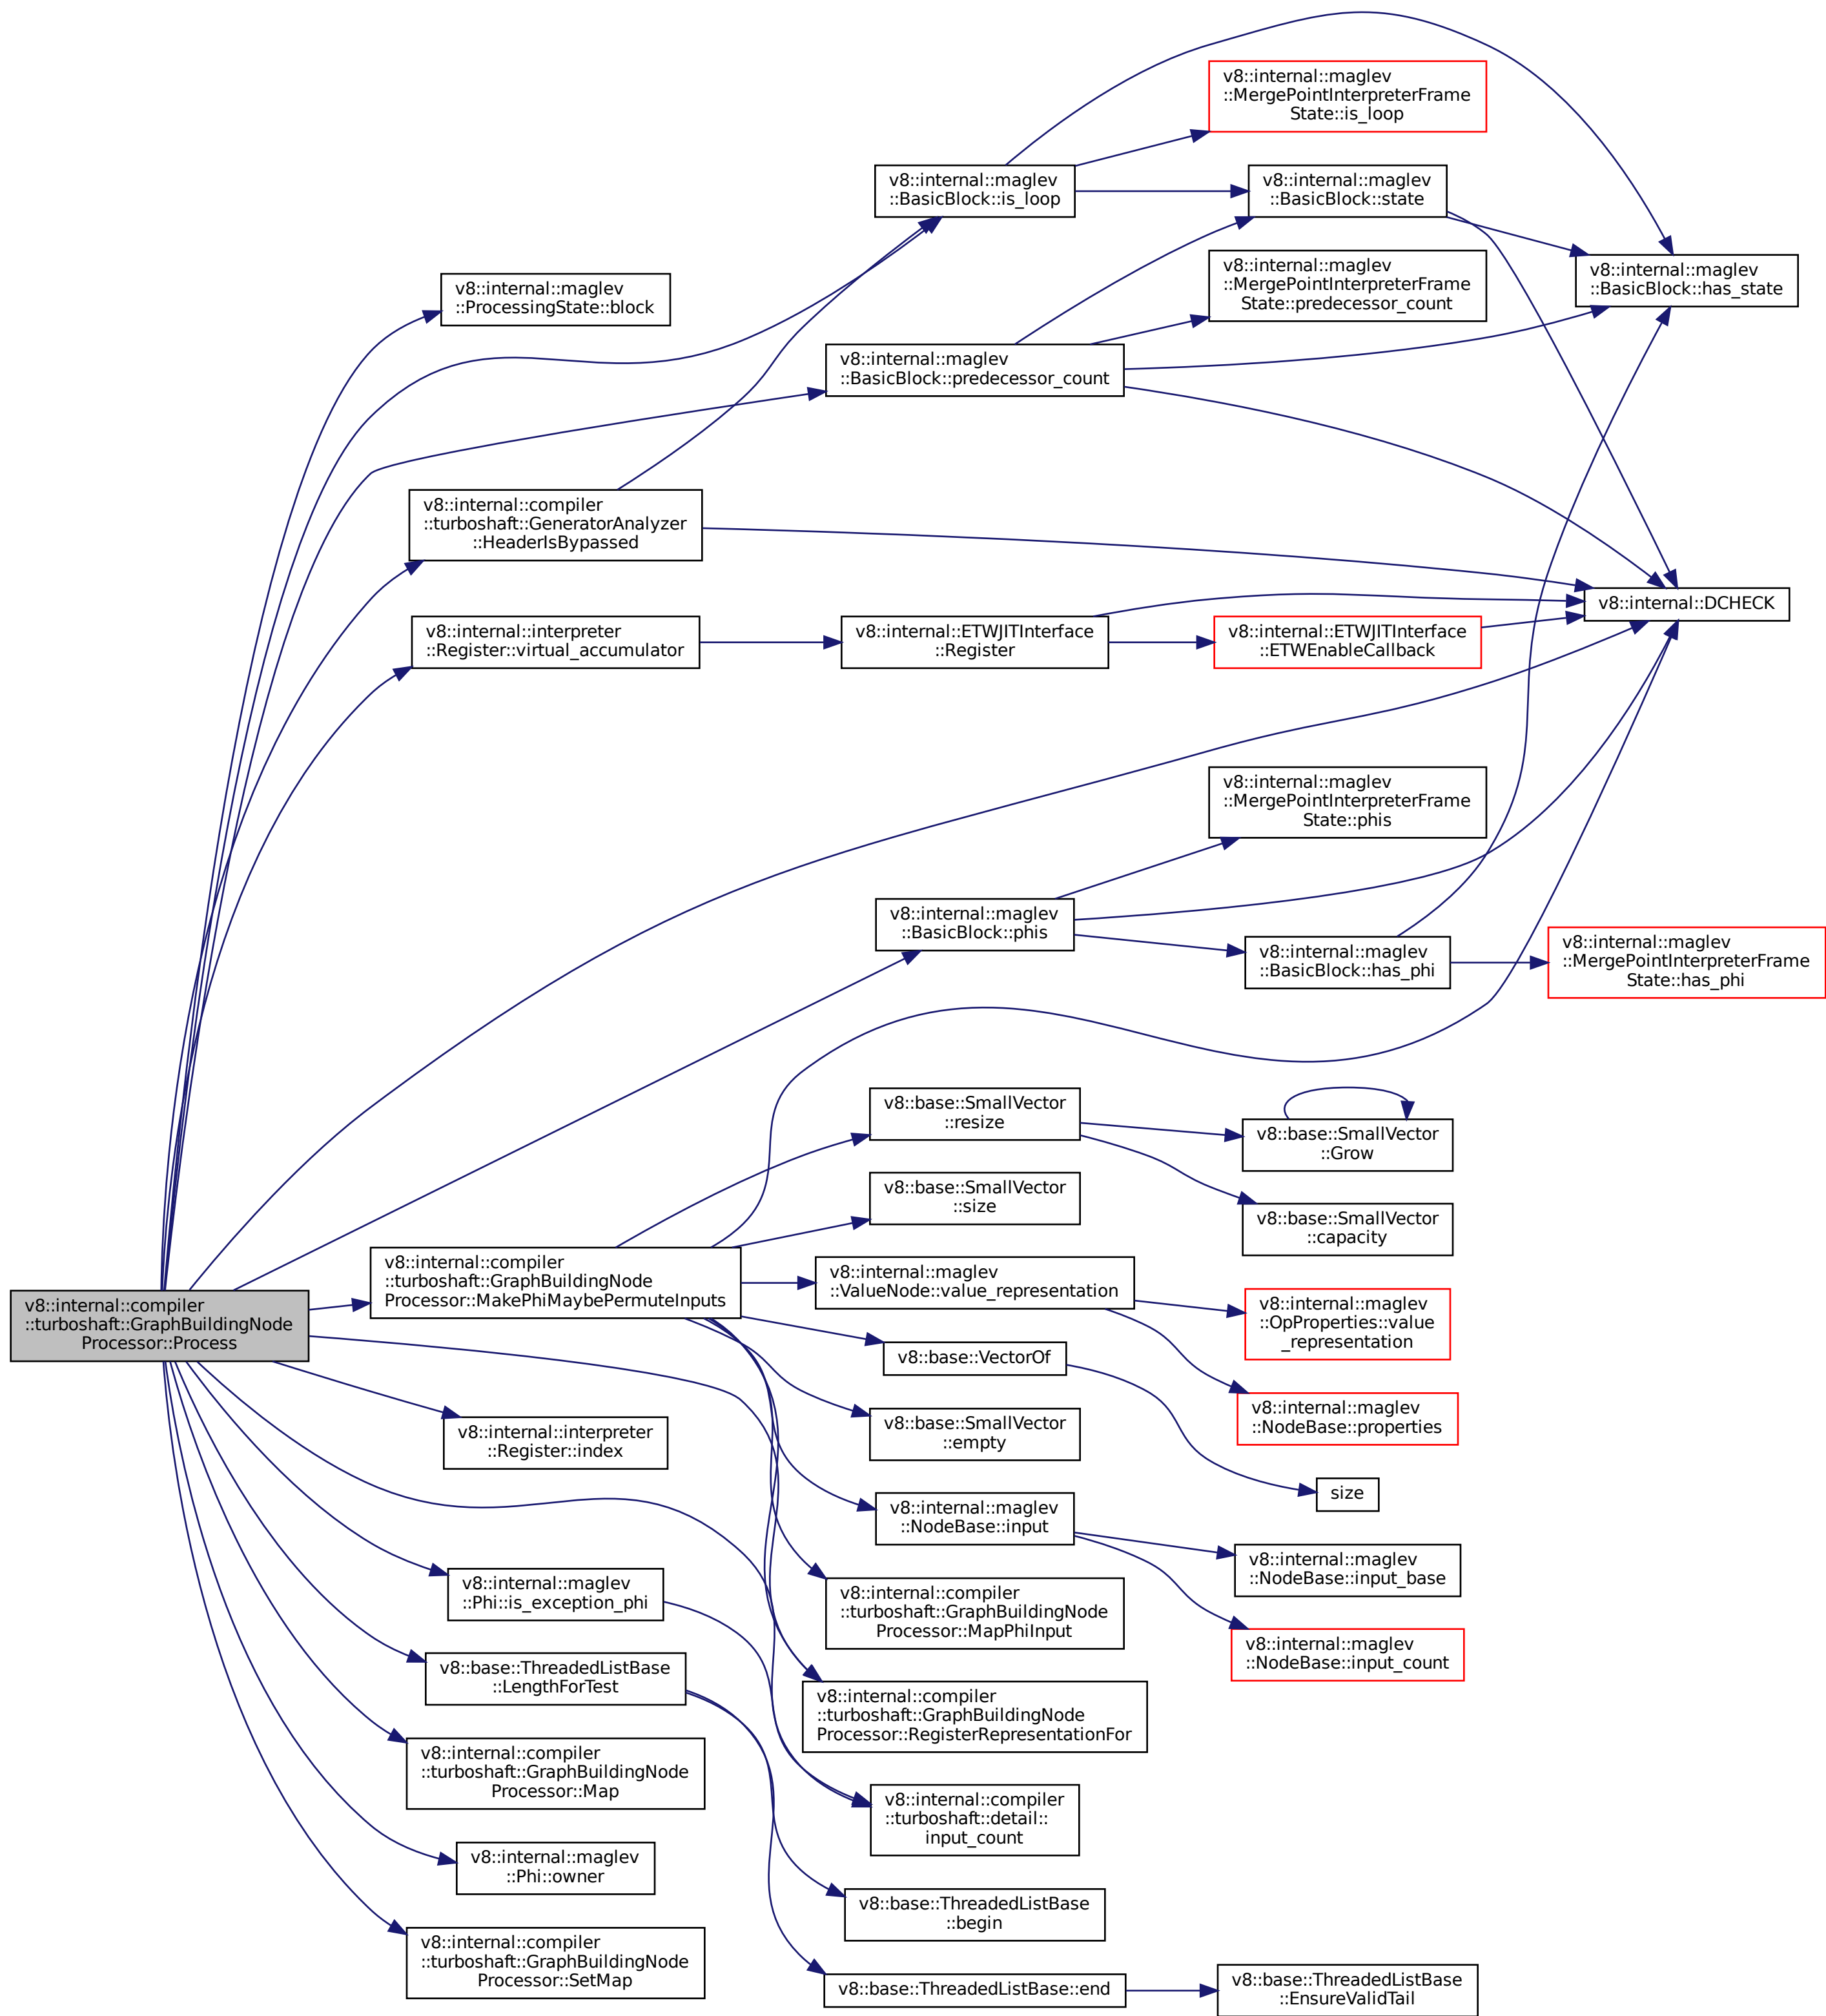 v8::internal::maglev
::MergePointInterpreterFrame
State::is_loop
v8::internal::maglev
::BasicBlock::is_loop
v8::internal::maglev
::BasicBlock::state
v8::internal::maglev
::MergePointInterpreterFrame
State::predecessor_count
v8::internal::maglev
::BasicBlock::has_state
v8::internal::maglev
::ProcessingState::block
v8::internal::maglev
::BasicBlock::predecessor_count
v8::internal::compiler
::turboshaft::GeneratorAnalyzer
::HeaderIsBypassed
v8::internal::DCHECK
v8::internal::interpreter
::Register::virtual_accumulator
v8::internal::ETWJITInterface
::Register
v8::internal::ETWJITInterface
::ETWEnableCallback
v8::internal::maglev
::MergePointInterpreterFrame
State::phis
v8::internal::maglev
::BasicBlock::phis
v8::internal::maglev
::BasicBlock::has_phi
v8::internal::maglev
::MergePointInterpreterFrame
State::has_phi
v8::base::SmallVector
::resize
v8::base::SmallVector
::Grow
v8::base::SmallVector
::size
v8::base::SmallVector
::capacity
v8::internal::compiler
::turboshaft::GraphBuildingNode
Processor::MakePhiMaybePermuteInputs
v8::internal::maglev
::ValueNode::value_representation
v8::internal::compiler
::turboshaft::GraphBuildingNode
Processor::Process
v8::internal::maglev
::OpProperties::value
_representation
v8::base::VectorOf
v8::internal::maglev
::NodeBase::properties
v8::internal::interpreter
::Register::index
v8::base::SmallVector
::empty
size
v8::internal::maglev
::NodeBase::input
v8::internal::maglev
::NodeBase::input_base
v8::internal::maglev
::Phi::is_exception_phi
v8::internal::compiler
::turboshaft::GraphBuildingNode
Processor::MapPhiInput
v8::internal::maglev
::NodeBase::input_count
v8::base::ThreadedListBase
::LengthForTest
v8::internal::compiler
::turboshaft::GraphBuildingNode
Processor::RegisterRepresentationFor
v8::internal::compiler
::turboshaft::GraphBuildingNode
Processor::Map
v8::internal::compiler
::turboshaft::detail::
input_count
v8::internal::maglev
::Phi::owner
v8::base::ThreadedListBase
::begin
v8::internal::compiler
::turboshaft::GraphBuildingNode
Processor::SetMap
v8::base::ThreadedListBase::end
v8::base::ThreadedListBase
::EnsureValidTail